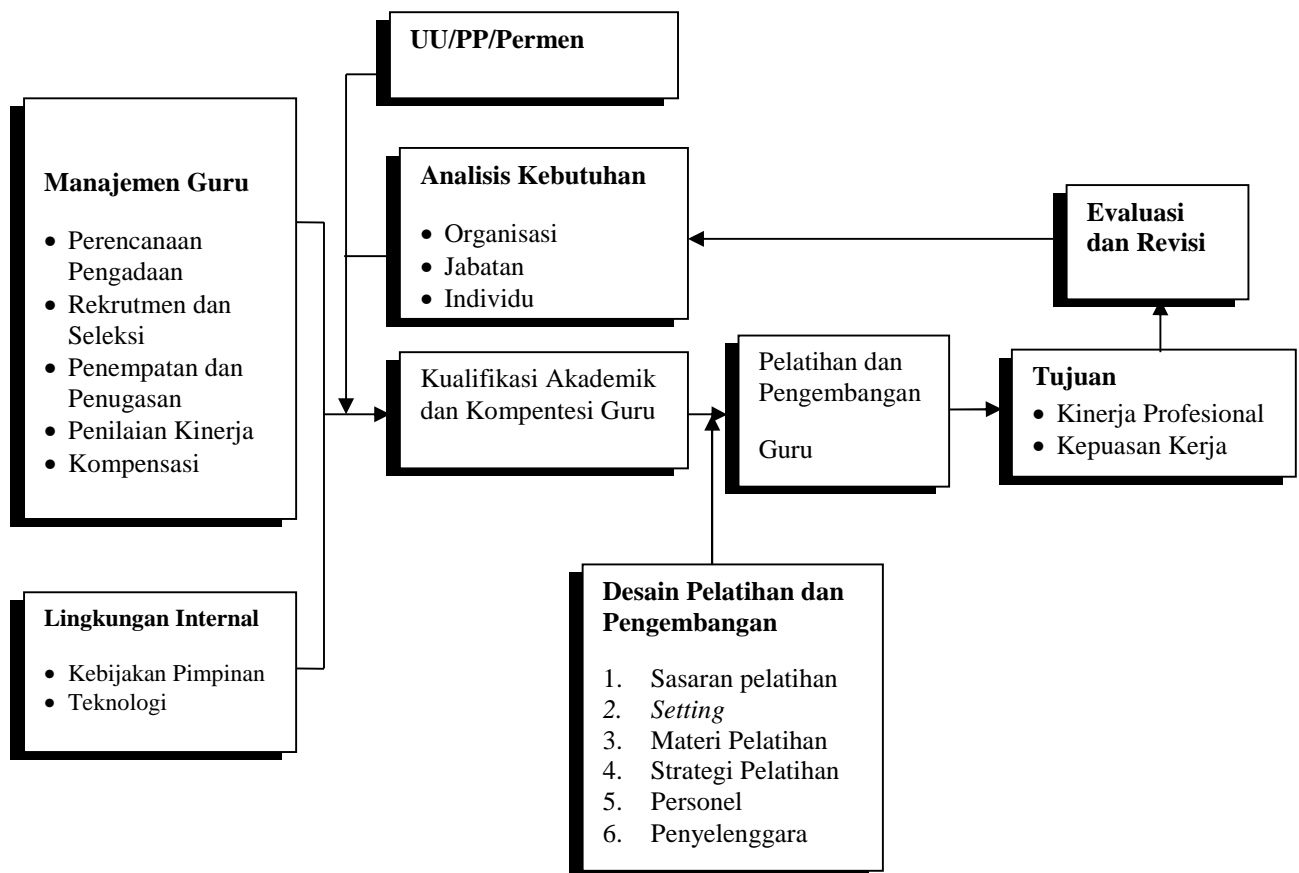 UU/PP/Permen
Manajemen Guru
• Perencanaan
Pengadaan
• Rekrutmen dan
Seleksi
• Penempatan dan
Penugasan
• Penilaian Kinerja
• Kompensasi
Analisis Kebutuhan
• Organisasi
• Jabatan
• Individu
Evaluasi
dan Revisi
Kualifikasi Akademik
dan Kompentesi Guru
Pelatihan dan
Pengembangan
Guru
Tujuan
• Kinerja Profesional
• Kepuasan Kerja
Lingkungan Internal
• Kebijakan Pimpinan
• Teknologi
Desain Pelatihan dan
Pengembangan
1. Sasaran pelatihan
2. Setting
3. Materi Pelatihan
4. Strategi Pelatihan
5. Personel
6. Penyelenggara